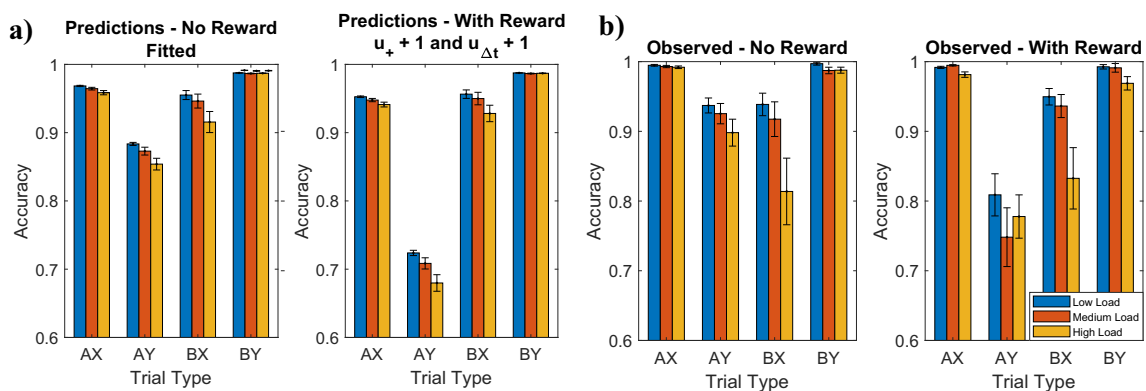 a)
Predictions - No Reward
Fitted
1
0.9
0.8
0.7
0.6
Accuracy
AX AY BX BY
Trial Type
Predictions - With Reward
u+ + 1 and uΔt + 1
1
0.9
0.8
0.7
0.6
Accuracy
AX AY BX BY
Trial Type
b)
Observed - No Reward
1
0.9
0.8
0.7
0.6
Accuracy
AX AY BX BY
Trial Type
Observed - With Reward
1
0.9
0.8
0.7
0.6
Accuracy
Low Load
Medium Load
High Load
AX AY BX BY
Trial Type